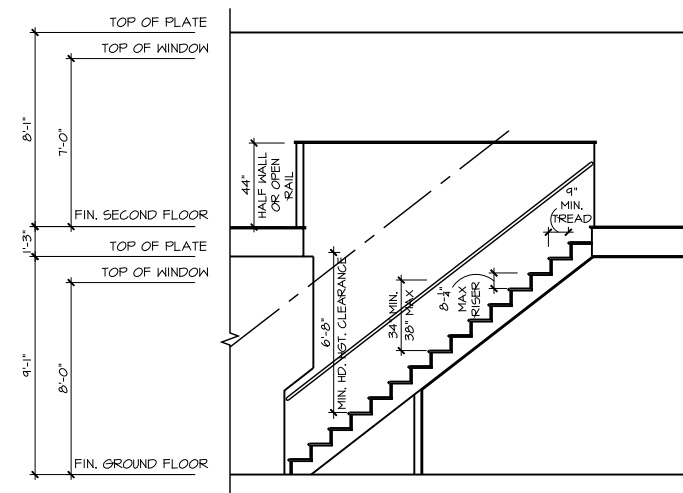 TOP OF PLATE
TOP OF WINDOW
8'-1"
7'-0"
44"
HALF WALL
OR OPEN
RAIL
9"
MIN.
TREAD
FIN. SECOND FLOOR
1'-3"
TOP OF PLATE
TOP OF WINDOW
6'-8"
MIN. HD. HGT. CLEARANCE
34" MIN.
38" MAX
8-1/4"
MAX
RISER
9'-1"
8'-0"
FIN. GROUND FLOOR